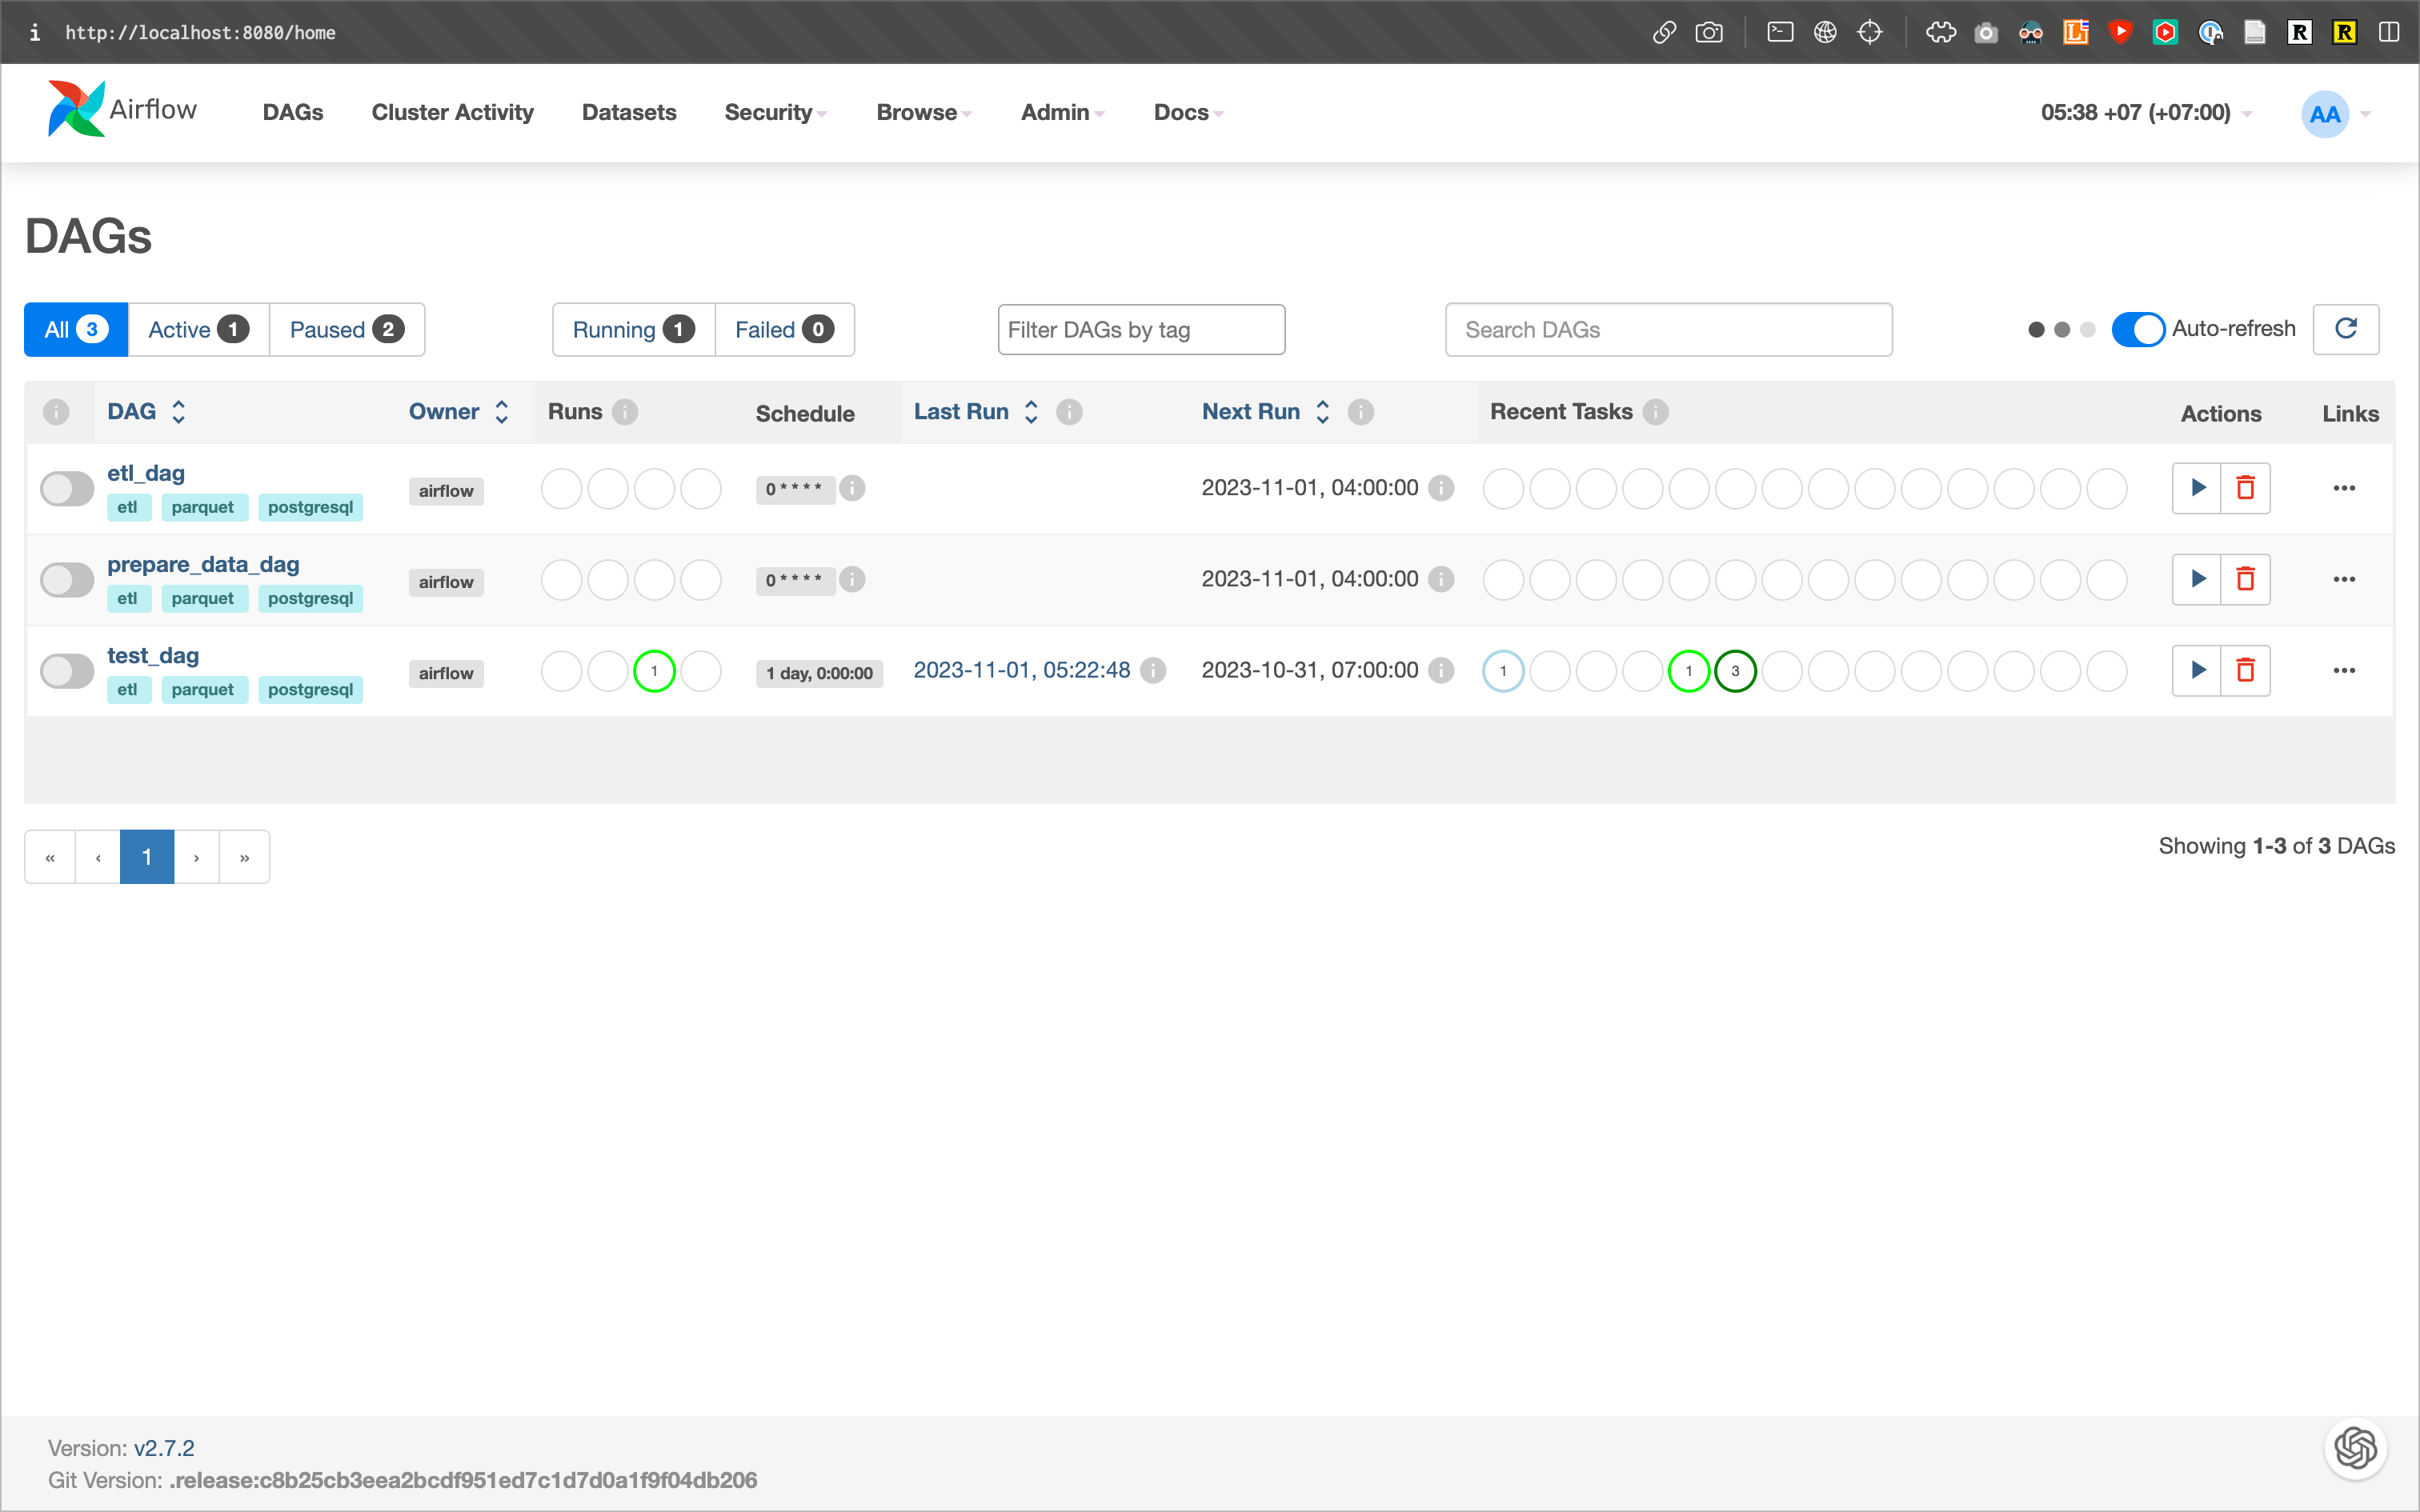 i http://localhost:8080/home
Airflow DAGs Cluster Activity Datasets Security Browse Admin Docs 05:38 +07 (+07:00) AA
DAGs
All 3 Active 1 Paused 2 Running 1 Failed 0 Filter DAGs by tag Search DAGs Auto-refresh
i DAG Owner Runs i Schedule Last Run i Next Run i Recent Tasks i Actions Links
etl_dag
etl parquet postgresql
airflow 0 * * * * i 2023-11-01, 04:00:00 i
prepare_data_dag
etl parquet postgresql
airflow 0 * * * * i 2023-11-01, 04:00:00 i
test_dag
etl parquet postgresql
airflow 1 1 day, 0:00:00 2023-11-01, 05:22:48 i 2023-10-31, 07:00:00 i 1 1 3
« ‹ 1 › »
Showing 1-3 of 3 DAGs
Version: v2.7.2
Git Version: .release:c8b25cb3eea2bcdf951ed7c1d7d0a1f9f04db206